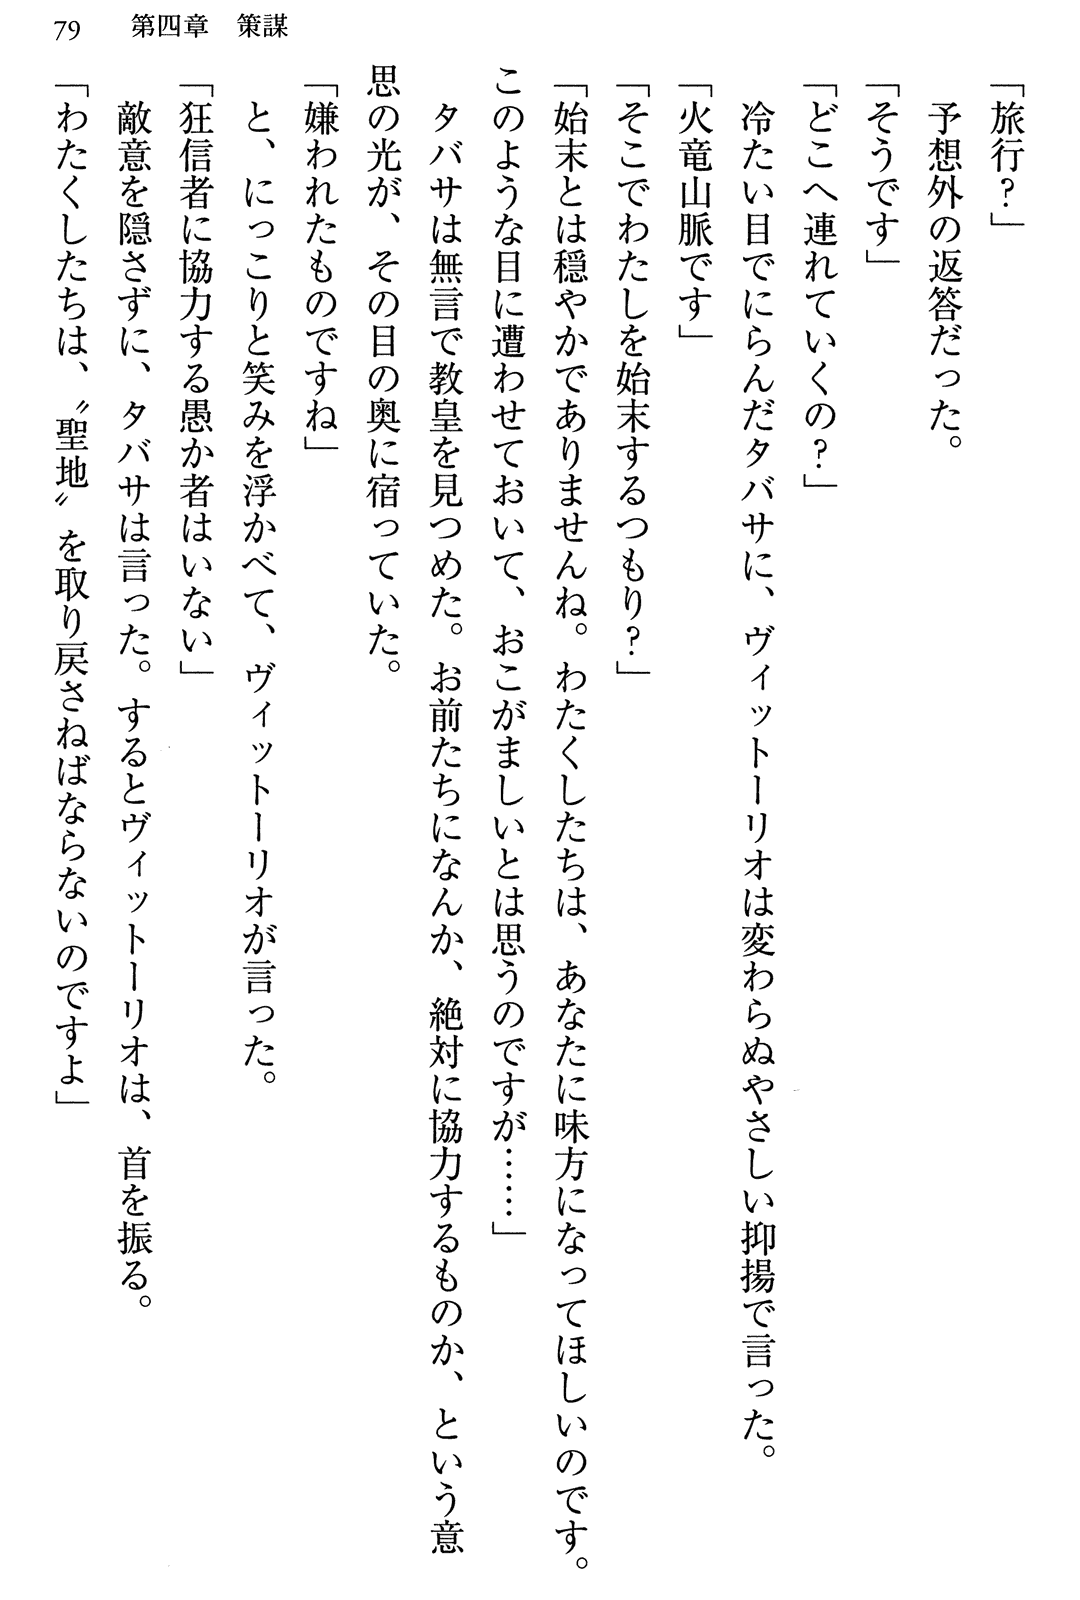 79　第四章　策謀
「旅行？」
　予想外の返答だった。
「そうです」
「どこへ連れていくの？」
　冷たい目でにらんだタバサに、ヴィットーリオは変わらぬやさしい抑揚で言った。
「火竜山脈です」
「そこでわたしを始末するつもり？」
「始末とは穏やかでありませんね。わたくしたちは、あなたに味方になってほしいのです。
このような目に遭わせておいて、おこがましいとは思うのですが……」
　タバサは無言で教皇を見つめた。お前たちになんか、絶対に協力するものか、という意
思の光が、その目の奥に宿っていた。
「嫌われたものですね」
　と、にっこりと笑みを浮かべて、ヴィットーリオが言った。
「狂信者に協力する愚か者はいない」
　敵意を隠さずに、タバサは言った。するとヴィットーリオは、首を振る。
「わたくしたちは、〝聖地〟を取り戻さねばならないのですよ」